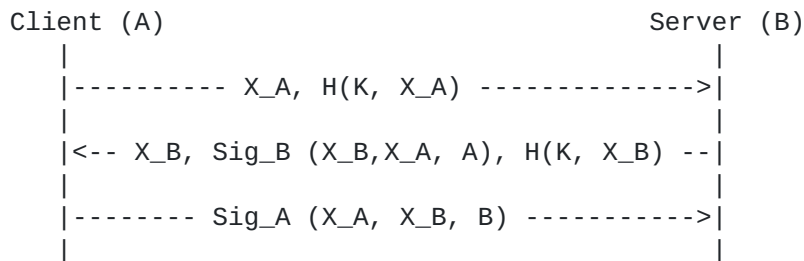 Client (A) Server (B)
| |
|---------- X_A, H(K, X_A) -------------->|
| |
|<-- X_B, Sig_B (X_B,X_A, A), H(K, X_B) --|
| |
|-------- Sig_A (X_A, X_B, B) ----------->|
| |